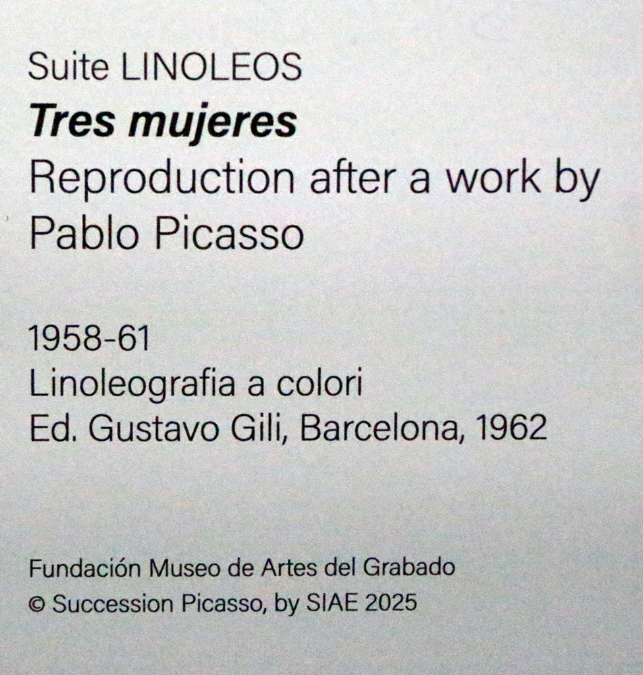 Suite LINOLEOS
Tres mujeres
Reproduction after a work by
Pablo Picasso
1958-61
Linoleografia a colori
Ed. Gustavo Gili, Barcelona, 1962
Fundación Museo de Artes del Grabado
© Succession Picasso, by SIAE 2025